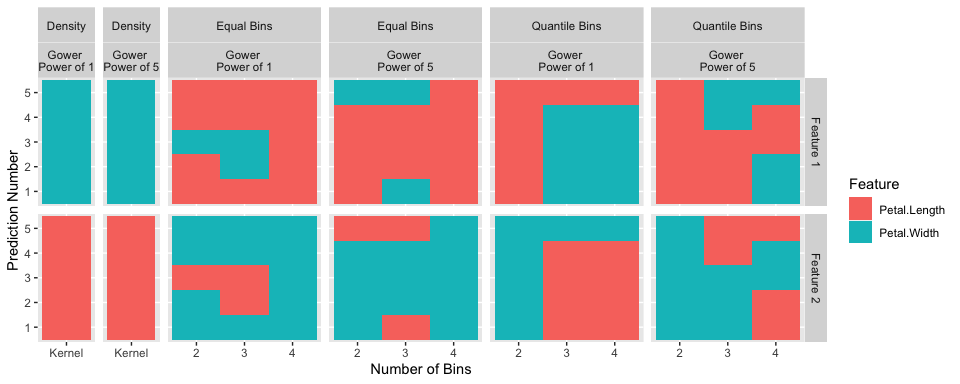 Density Density Equal Bins Equal Bins Quantile Bins Quantile Bins
Gower Gower Gower Gower Gower Gower
Power of 1 Power of 5 Power of 1 Power of 5 Power of 1 Power of 5
Prediction Number
5
4
3
2
1
Feature 1
5
4
3
2
1
Feature 2
Kernel Kernel 2 3 4 2 3 4 2 3 4 2 3 4
Number of Bins
Feature
Petal.Length
Petal.Width